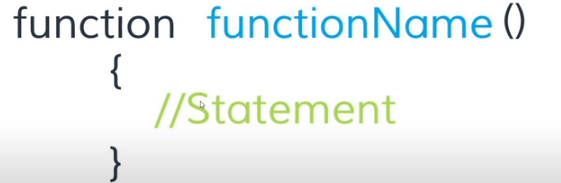 function functionName ()
{
//Statement
}